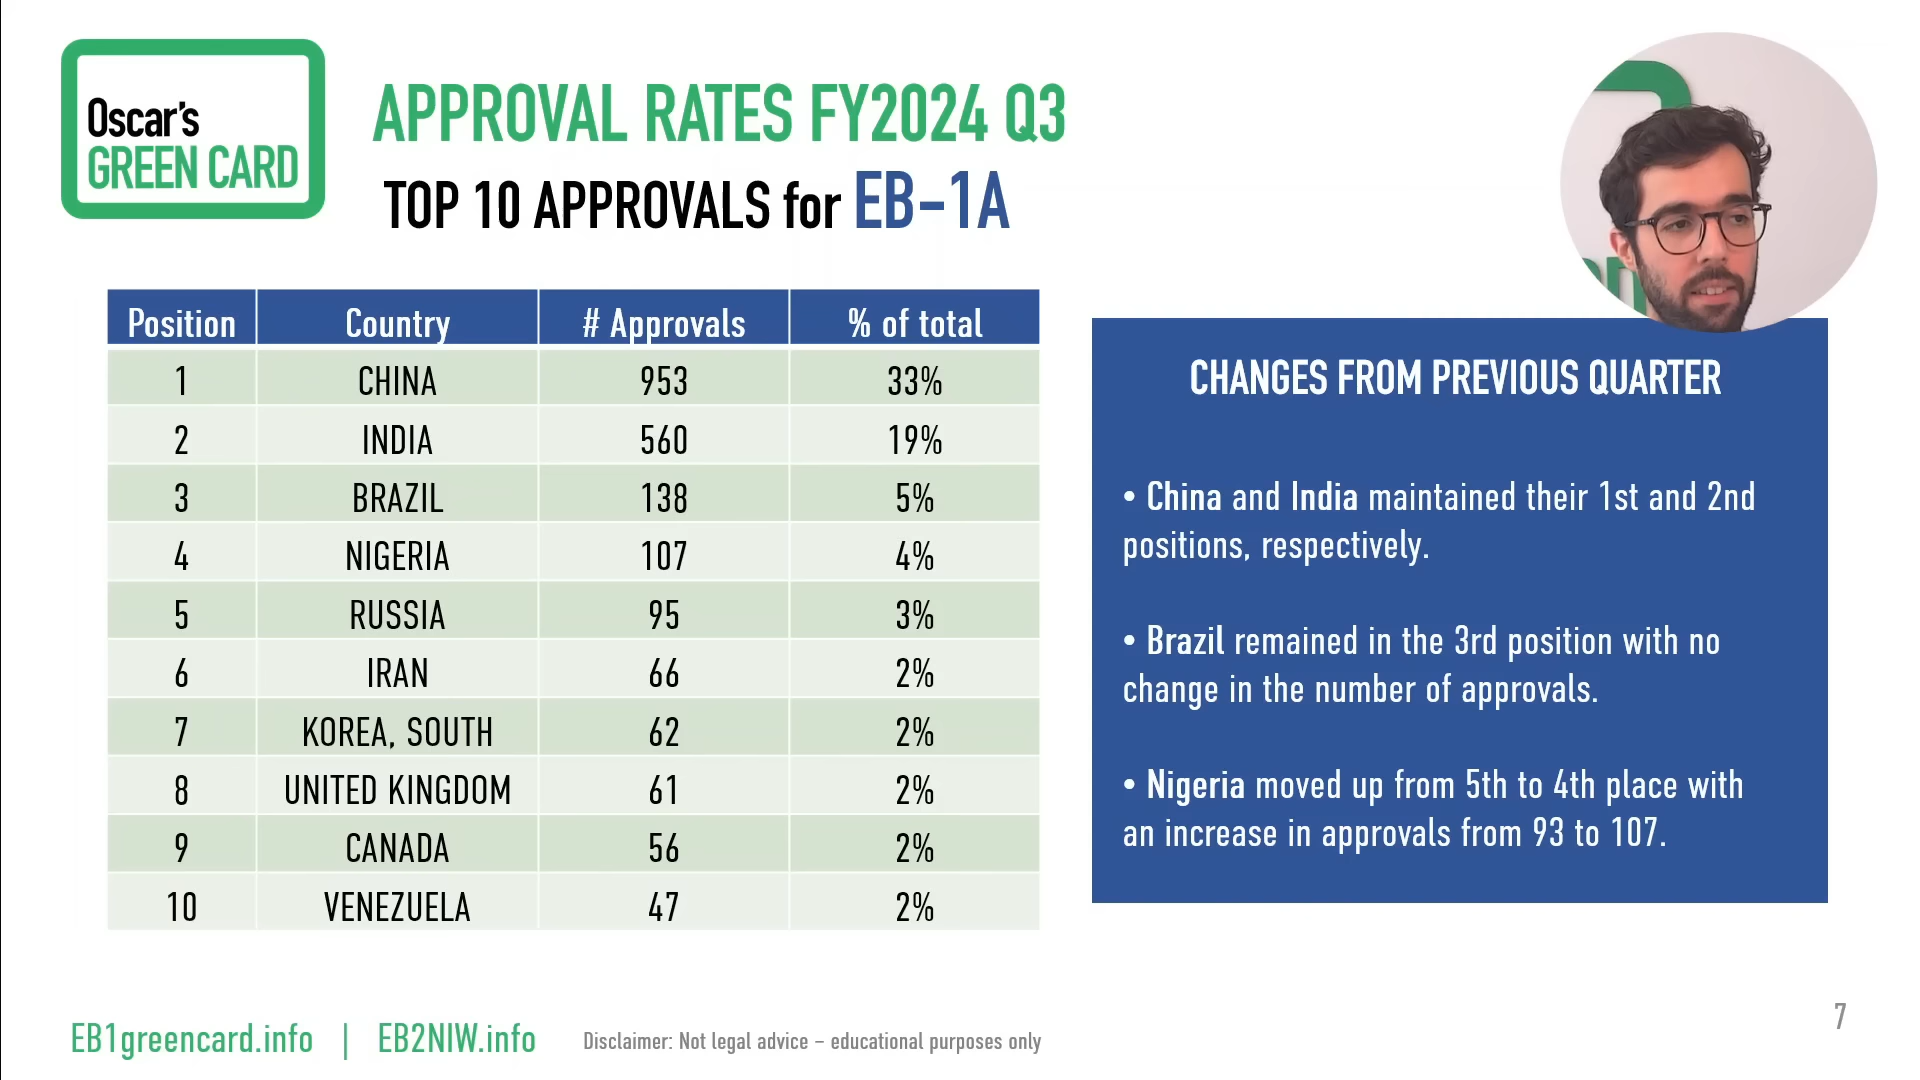 Oscar's
GREEN CARD
APPROVAL RATES FY2024 Q3
TOP 10 APPROVALS for EB-1A
Position Country # Approvals % of total
1 CHINA 953 33%
2 INDIA 560 19%
3 BRAZIL 138 5%
4 NIGERIA 107 4%
5 RUSSIA 95 3%
6 IRAN 66 2%
7 KOREA, SOUTH 62 2%
8 UNITED KINGDOM 61 2%
9 CANADA 56 2%
10 VENEZUELA 47 2%
CHANGES FROM PREVIOUS QUARTER
• China and India maintained their 1st and 2nd
positions, respectively.
• Brazil remained in the 3rd position with no
change in the number of approvals.
• Nigeria moved up from 5th to 4th place with
an increase in approvals from 93 to 107.
EB1greencard.info | EB2NIW.info
Disclaimer: Not legal advice – educational purposes only
7